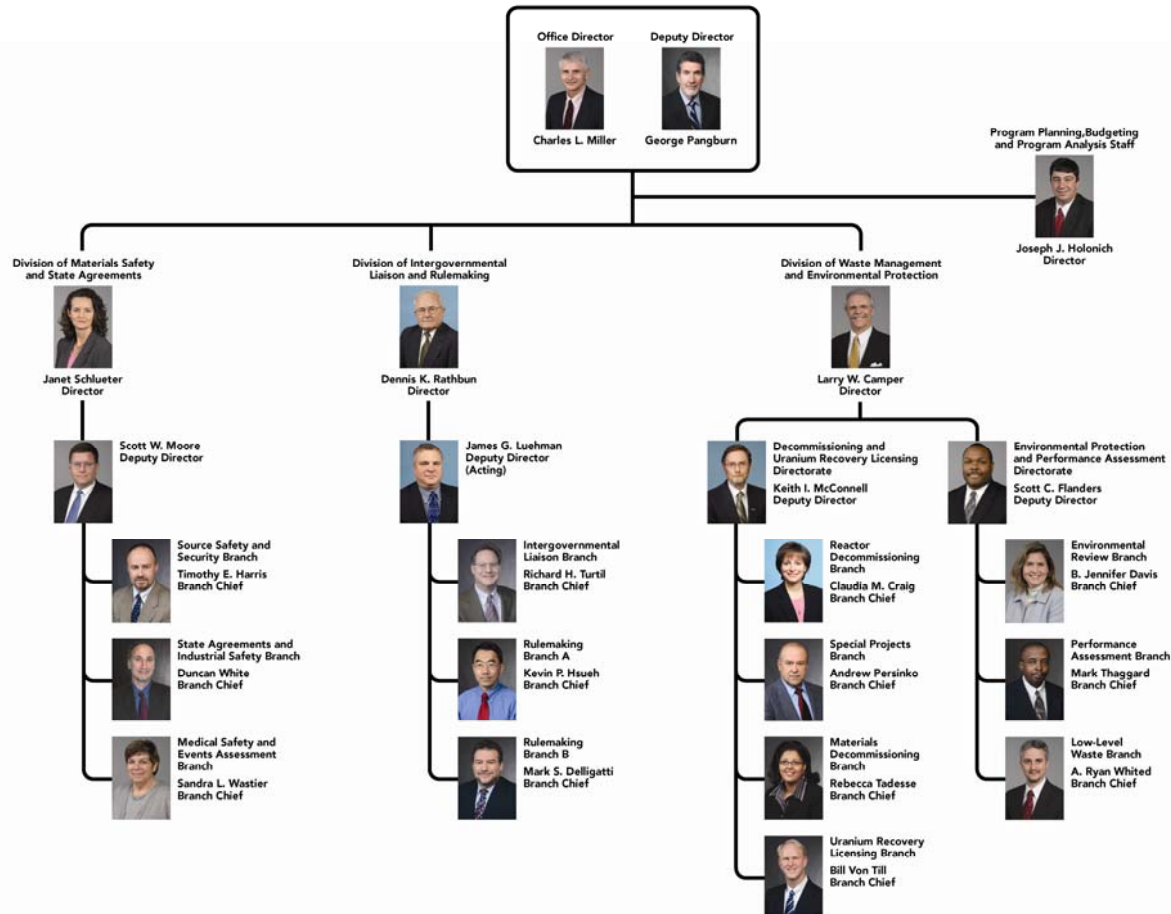 Office Director
Charles L. Miller
Deputy Director
George Pangburn
Program Planning,Budgeting
and Program Analysis Staff
Joseph J. Holonich
Director
Division of Materials Safety
and State Agreements
Janet Schlueter
Director
Scott W. Moore
Deputy Director
Source Safety and
Security Branch
Timothy E. Harris
Branch Chief
State Agreements and
Industrial Safety Branch
Duncan White
Branch Chief
Medical Safety and
Events Assessment
Branch
Sandra L. Wastier
Branch Chief
Division of Intergovernmental
Liaison and Rulemaking
Dennis K. Rathbun
Director
James G. Luehman
Deputy Director
(Acting)
Intergovernmental
Liaison Branch
Richard H. Turtil
Branch Chief
Rulemaking
Branch A
Kevin P. Hsueh
Branch Chief
Rulemaking
Branch B
Mark S. Delligatti
Branch Chief
Division of Waste Management
and Environmental Protection
Larry W. Camper
Director
Decommissioning and
Uranium Recovery Licensing
Directorate
Keith I. McConnell
Deputy Director
Reactor
Decommissioning
Branch
Claudia M. Craig
Branch Chief
Special Projects
Branch
Andrew Persinko
Branch Chief
Materials
Decommissioning
Branch
Rebecca Tadesse
Branch Chief
Uranium Recovery
Licensing Branch
Bill Von Till
Branch Chief
Environmental Protection
and Performance Assessment
Directorate
Scott C. Flanders
Deputy Director
Environmental
Review Branch
B. Jennifer Davis
Branch Chief
Performance
Assessment Branch
Mark Thaggard
Branch Chief
Low-Level
Waste Branch
A. Ryan Whited
Branch Chief